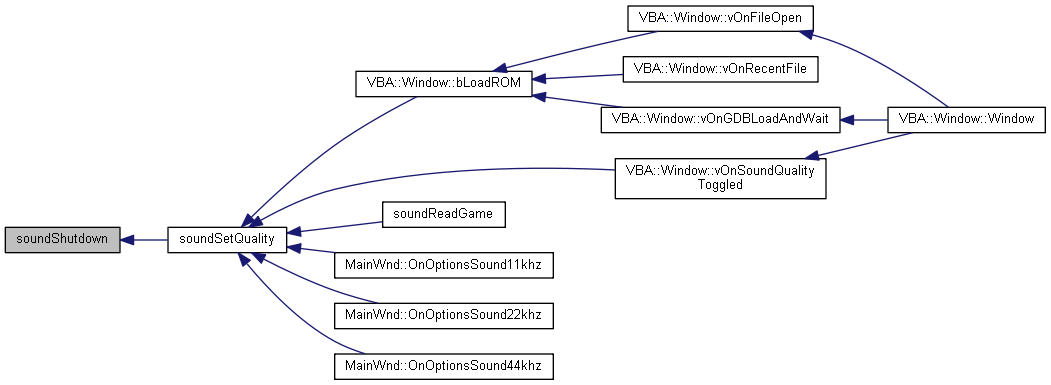 VBA::Window::vOnFileOpen
VBA::Window::vOnRecentFile
VBA::Window::bLoadROM
VBA::Window::vOnGDBLoadAndWait
VBA::Window::Window
VBA::Window::vOnSoundQuality
Toggled
soundReadGame
soundShutdown
soundSetQuality
MainWnd::OnOptionsSound11khz
MainWnd::OnOptionsSound22khz
MainWnd::OnOptionsSound44khz